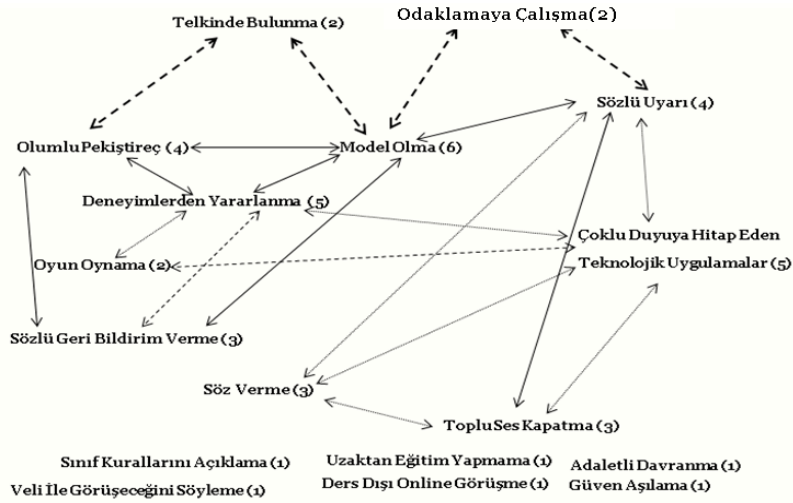 Telkinde Bulunma (2)
Odaklamaya Çalışma(2)
Sözlü Uyarı (4)
Olumlu Pekiştireç (4)
Model Olma (6)
Deneyimlerden Yararlanma (5)
Çoklu Duyuya Hitap Eden
Teknolojik Uygulamalar (5)
Oyun Oynama (2)
Sözlü Geri Bildirim Verme (3)
Söz Verme (3)
Toplu Ses Kapatma (3)
Sınıf Kurallarını Açıklama (1)
Uzaktan Eğitim Yapmama (1)
Adaletli Davranma (1)
Veli İle Görüşeceğini Söyleme (1)
Ders Dışı Online Görüşme (1)
Güven Aşılama (1)